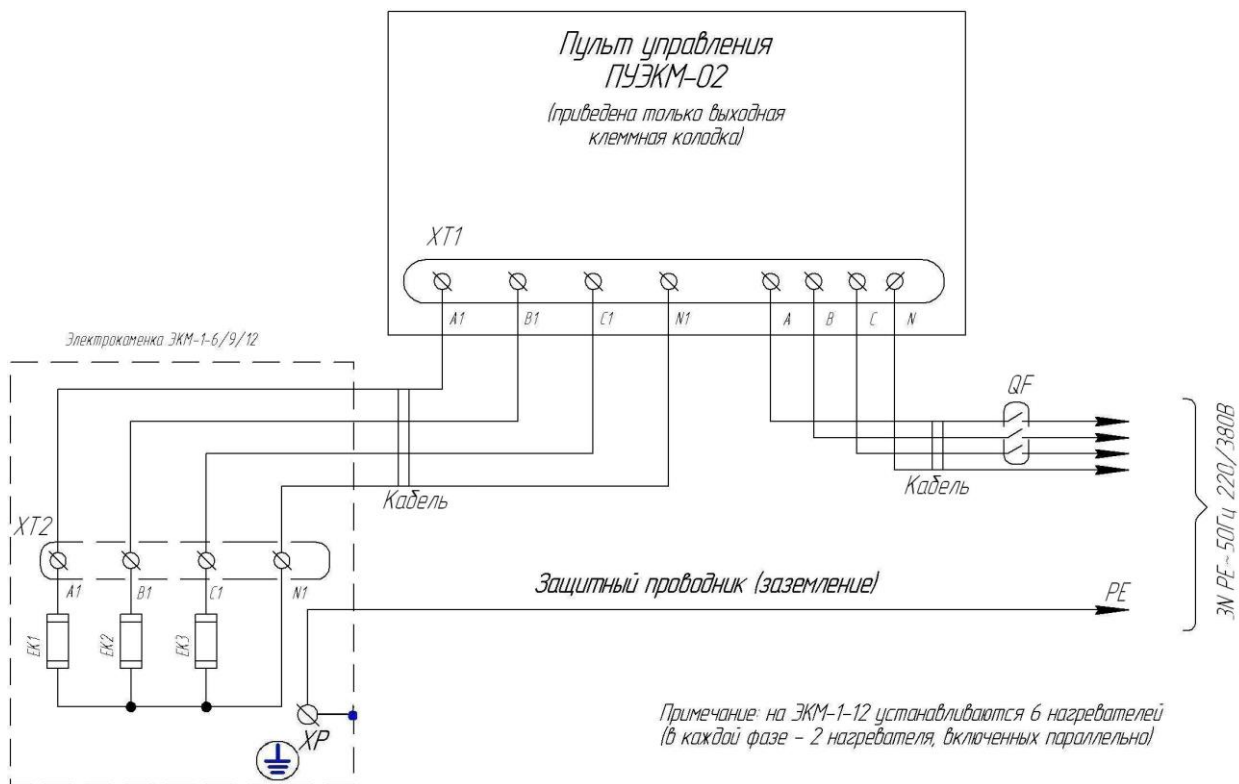 Пульт управления
ПУЭКМ-02
(приведена только выходная
клеммная колодка)
XT1
A1 B1 C1 N1 A B C N
Электрокаменка ЭКМ-1-6/9/12
QF
Кабель
Кабель
3N PE~50Гц 220/380В
XT2
A1 B1 C1 N1
EK1 EK2 EK3
Защитный проводник (заземление)
PE
XP
Примечание: на ЭКМ-1-12 устанавливаются 6 нагревателей
(в каждой фазе - 2 нагревателя, включенных параллельно)